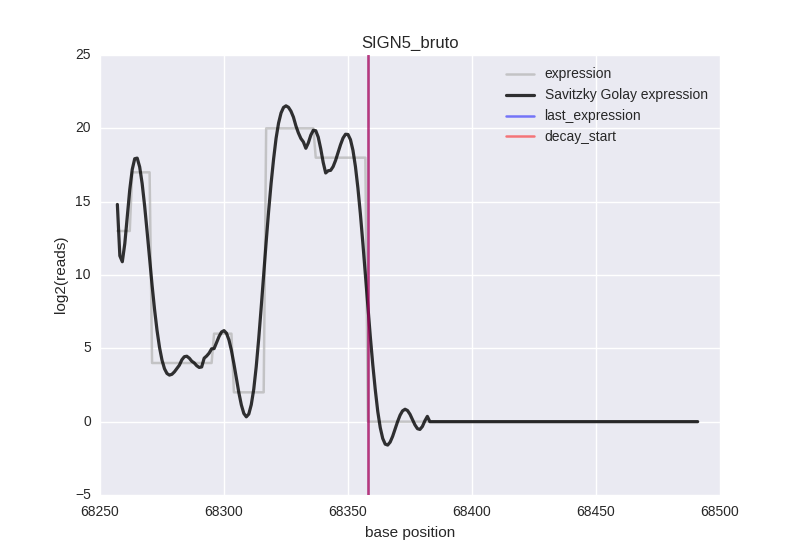 SIGN5_bruto
expression
Savitzky Golay expression
last_expression
decay_start
log2(reads)
25
20
15
10
5
0
−5
68250 68300 68350 68400 68450 68500
base position